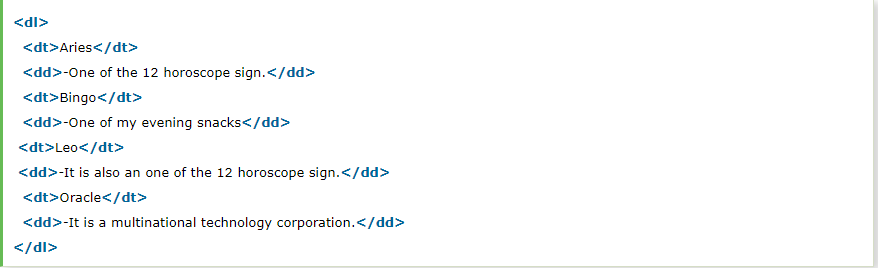 <dl>
<dt>Aries</dt>
<dd>-One of the 12 horoscope sign.</dd>
<dt>Bingo</dt>
<dd>-One of my evening snacks</dd>
<dt>Leo</dt>
<dd>-It is also an one of the 12 horoscope sign.</dd>
<dt>Oracle</dt>
<dd>-It is a multinational technology corporation.</dd>
</dl>